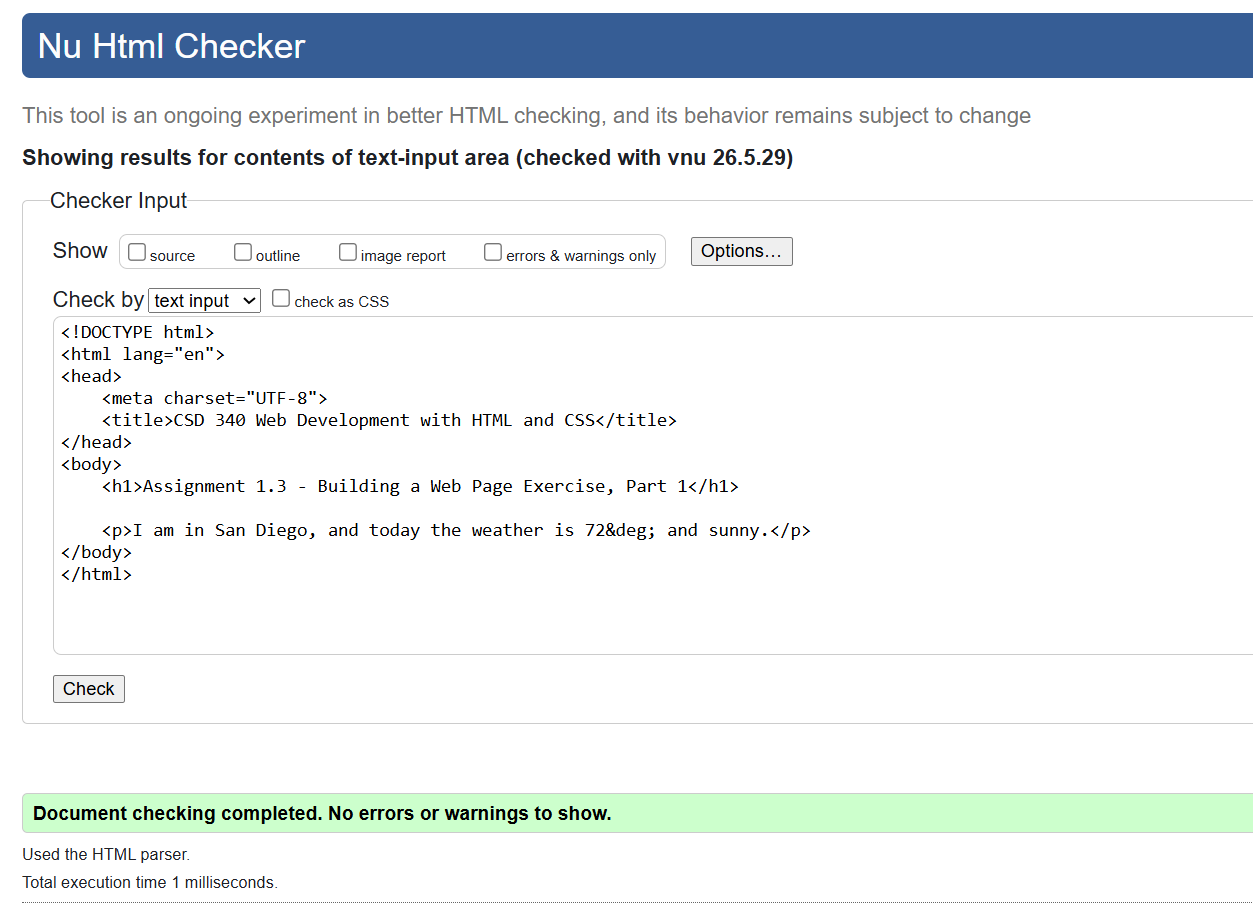 Nu Html Checker
This tool is an ongoing experiment in better HTML checking, and its behavior remains subject to change
Showing results for contents of text-input area (checked with vnu 26.5.29)
Checker Input
Show source outline image report errors & warnings only Options...
Check by text input check as CSS
<!DOCTYPE html>
<html lang="en">
<head>
    <meta charset="UTF-8">
    <title>CSD 340 Web Development with HTML and CSS</title>
</head>
<body>
    <h1>Assignment 1.3 - Building a Web Page Exercise, Part 1</h1>

    <p>I am in San Diego, and today the weather is 72&deg; and sunny.</p>
</body>
</html>
Check
Document checking completed. No errors or warnings to show.
Used the HTML parser.
Total execution time 1 milliseconds.